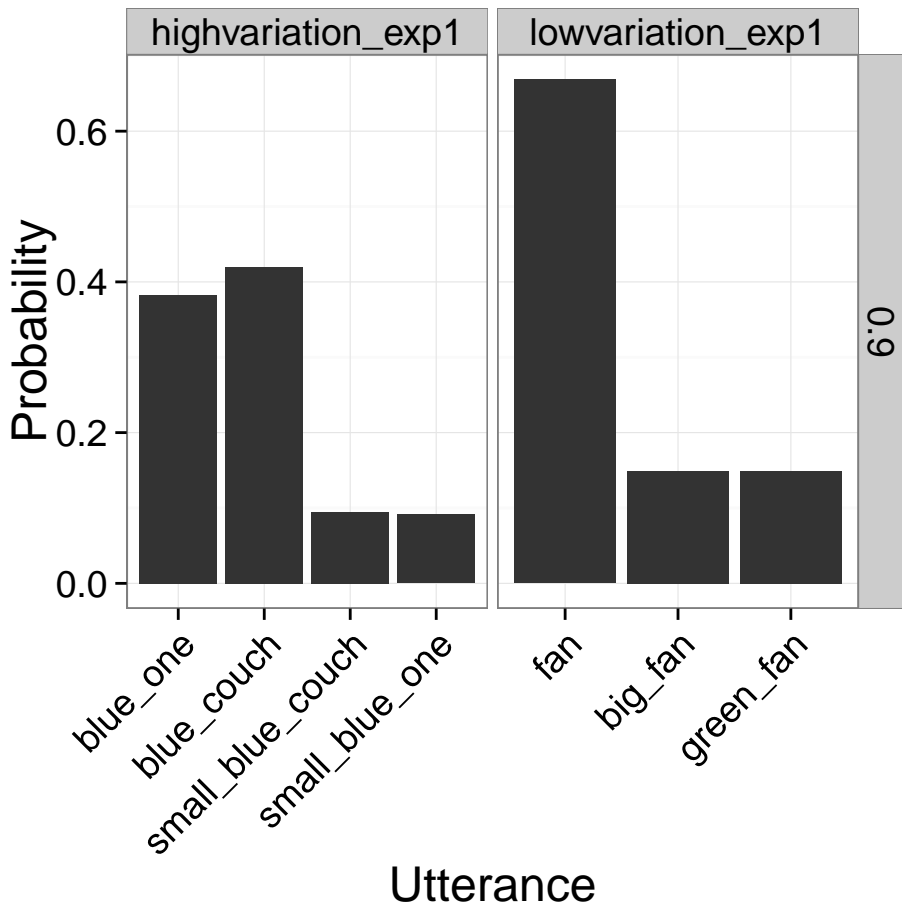 highvariation_exp1
lowvariation_exp1
Probability
0.6
0.4
0.2
0.0
0.9
blue_one
blue_couch
small_blue_couch
small_blue_one
fan
big_fan
green_fan
Utterance